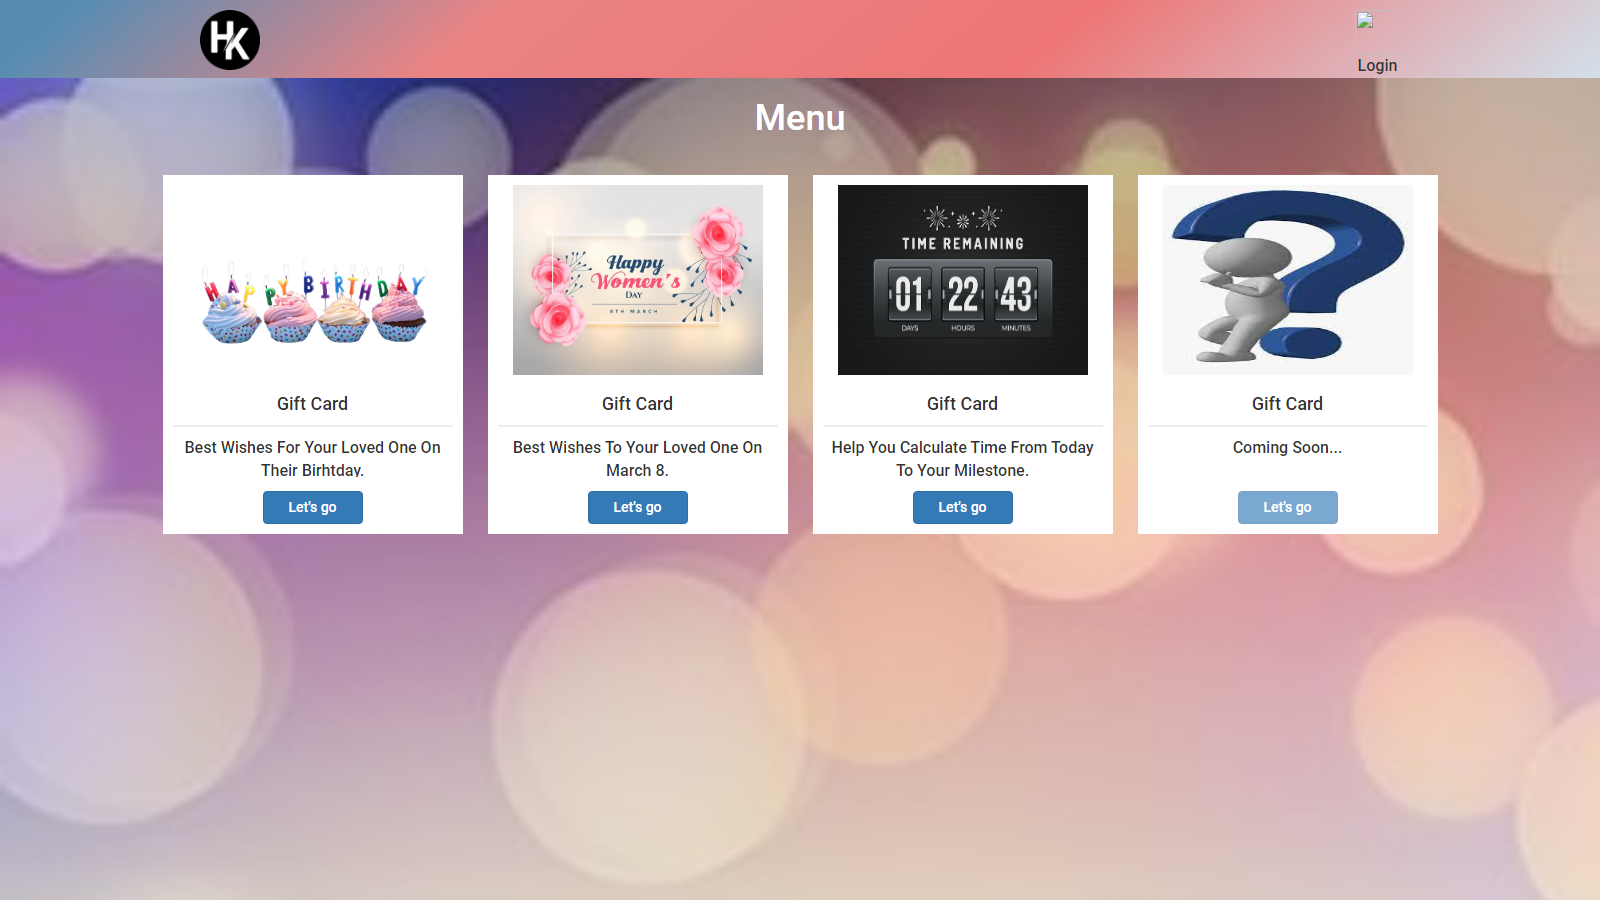 HK
Login
Menu
HAPPY BIRTHDAY
Gift Card
Best Wishes For Your Loved One On
Their Birhtday.
Let's go
Happy
Women's
DAY
8TH MARCH
Gift Card
Best Wishes To Your Loved One On
March 8.
Let's go
TIME REMAINING
01 22 43
DAYS HOURS MINUTES
Gift Card
Help You Calculate Time From Today
To Your Milestone.
Let's go
?
Gift Card
Coming Soon...
Let's go